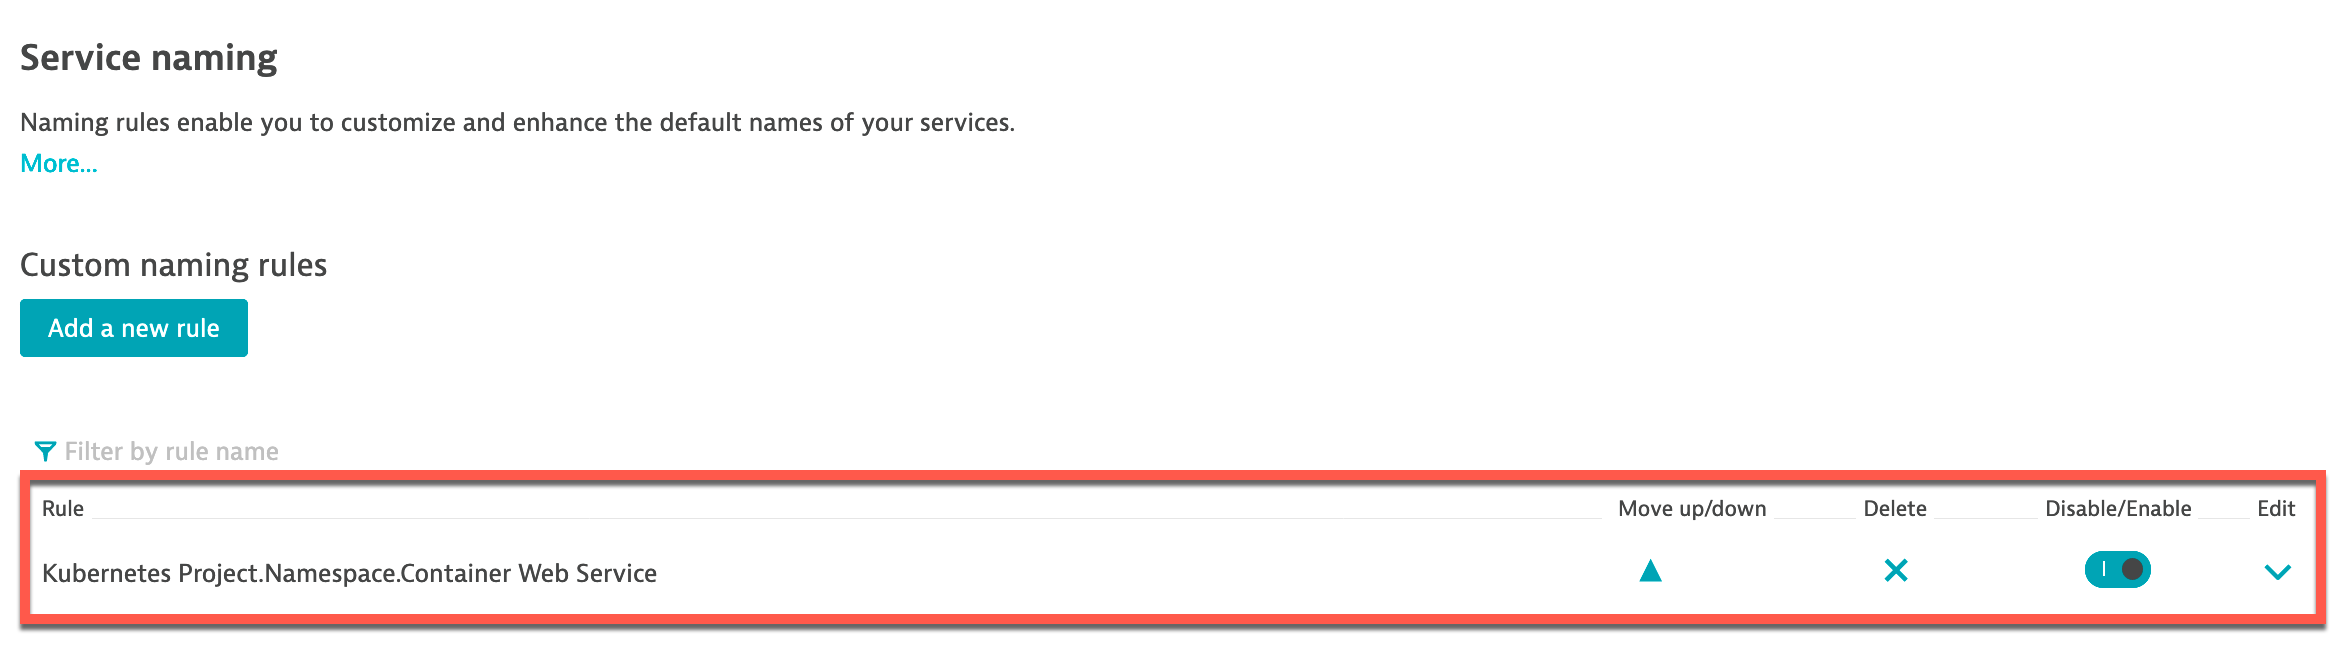 Service naming
Naming rules enable you to customize and enhance the default names of your services.
More...
Custom naming rules
Add a new rule
Filter by rule name
Rule Move up/down Delete Disable/Enable Edit
Kubernetes Project.Namespace.Container Web Service